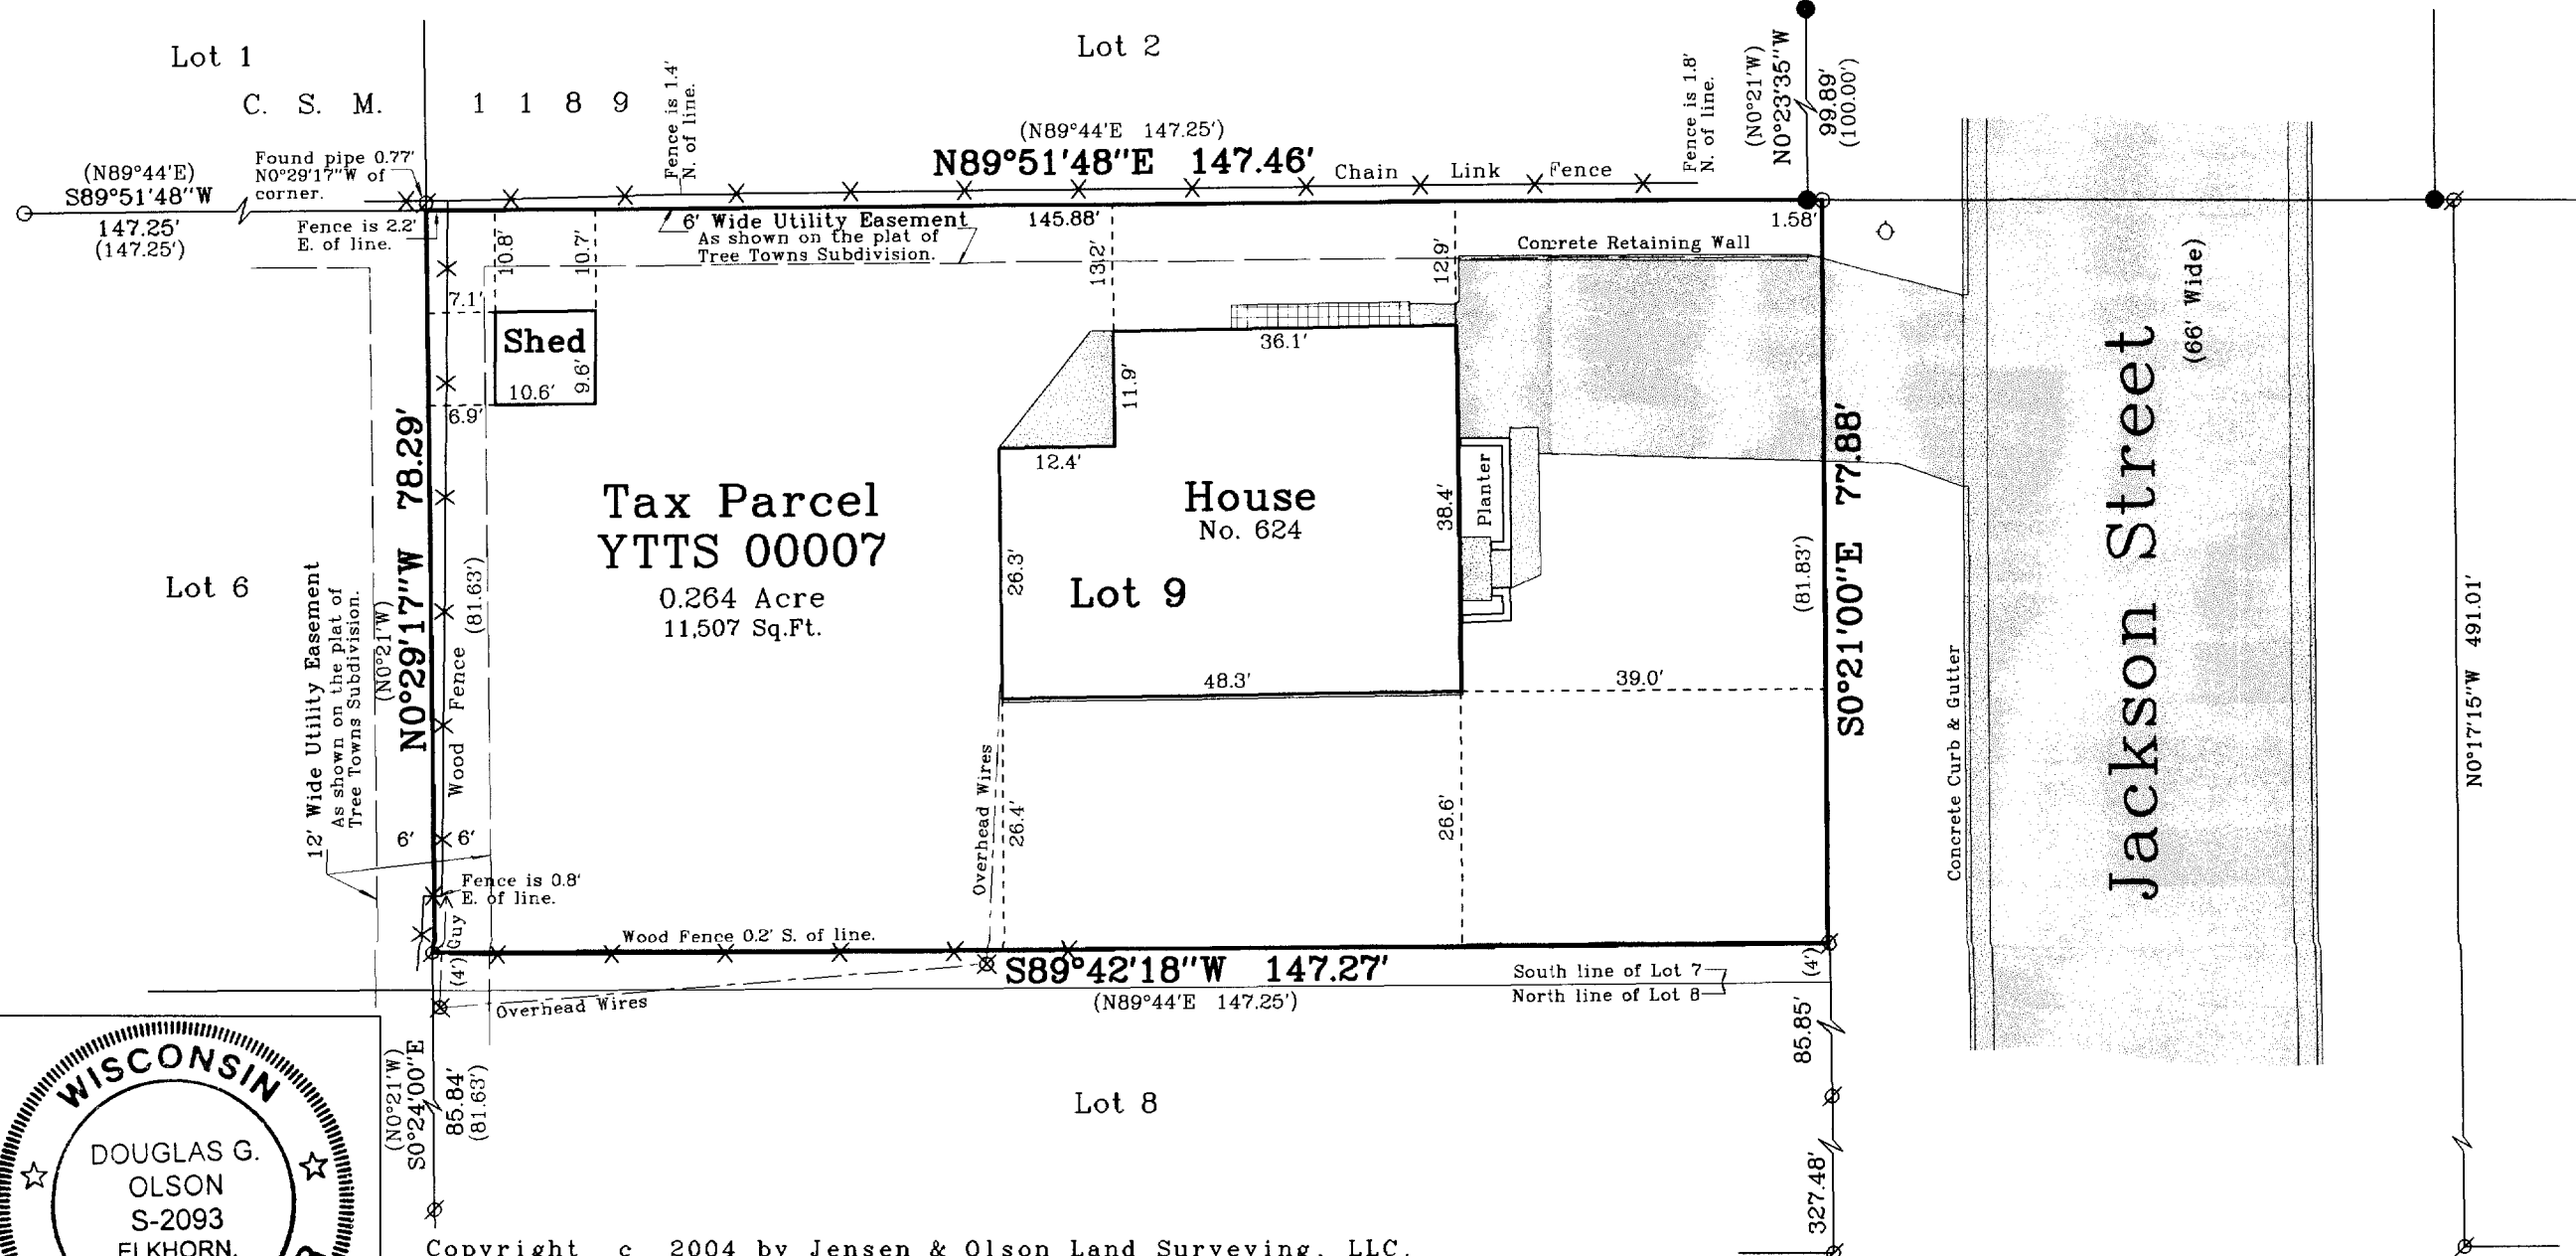 Lot 1
Lot 2
C. S. M. 1 1 8 9
Fence is 1.4'
N. of line.
Fence is 1.8'
N. of line.
(N0°21'W)
N0°23'35"W
99.89'
(100.00')
(N89°44'E 147.25')
N89°51'48"E 147.46'
Chain Link Fence
Found pipe 0.77'
N0°29'17"W of
corner.
(N89°44'E)
S89°51'48"W
147.25'
(147.25')
Fence is 2.2'
E. of line.
6' Wide Utility Easement
As shown on the plat of
Tree Towns Subdivision.
145.88'
1.58'
10.8'
10.7'
13.2'
12.9'
Concrete Retaining Wall
7.1'
Shed
10.6'
9.6'
6.9'
36.1'
11.9'
12.4'
(66' Wide)
Jackson Street
N0°29'17"W 78.29'
(N0°21'W)
(81.63')
Tax Parcel
YTTS 00007
0.264 Acre
11,507 Sq.Ft.
House
No. 624
Lot 9
38.4'
Planter
26.3'
48.3'
39.0'
(81.83')
S0°21'00"E 77.88'
Lot 6
12' Wide Utility Easement
As shown on the plat of
Tree Towns Subdivision.
Wood Fence
6'
6'
Fence is 0.8'
E. of line.
Guy
(4')
Overhead Wires
26.4'
26.6'
Concrete Curb & Gutter
N0°17'15"W 491.01'
Wood Fence 0.2' S. of line.
S89°42'18"W 147.27'
(N89°44'E 147.25')
South line of Lot 7
North line of Lot 8
(4')
Overhead Wires
85.85'
(N0°21'W)
S0°24'00"E
85.84'
(81.63')
Lot 8
327.48'
WISCONSIN
DOUGLAS G.
OLSON
S-2093
ELKHORN,
Copyright c 2004 by Jensen & Olson Land Surveying, LLC.